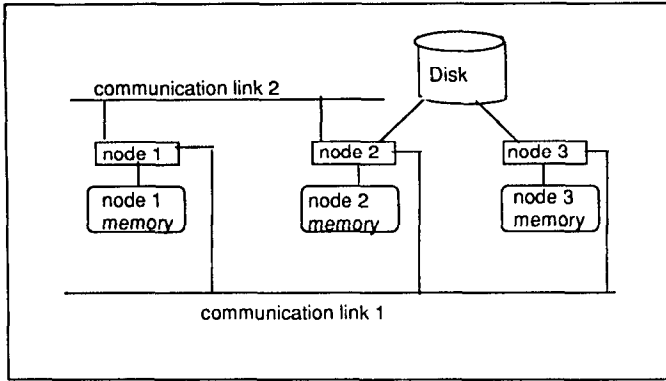 Disk
communication link 2
node 1
node 2
node 3
node 1
memory
node 2
memory
node 3
memory
communication link 1